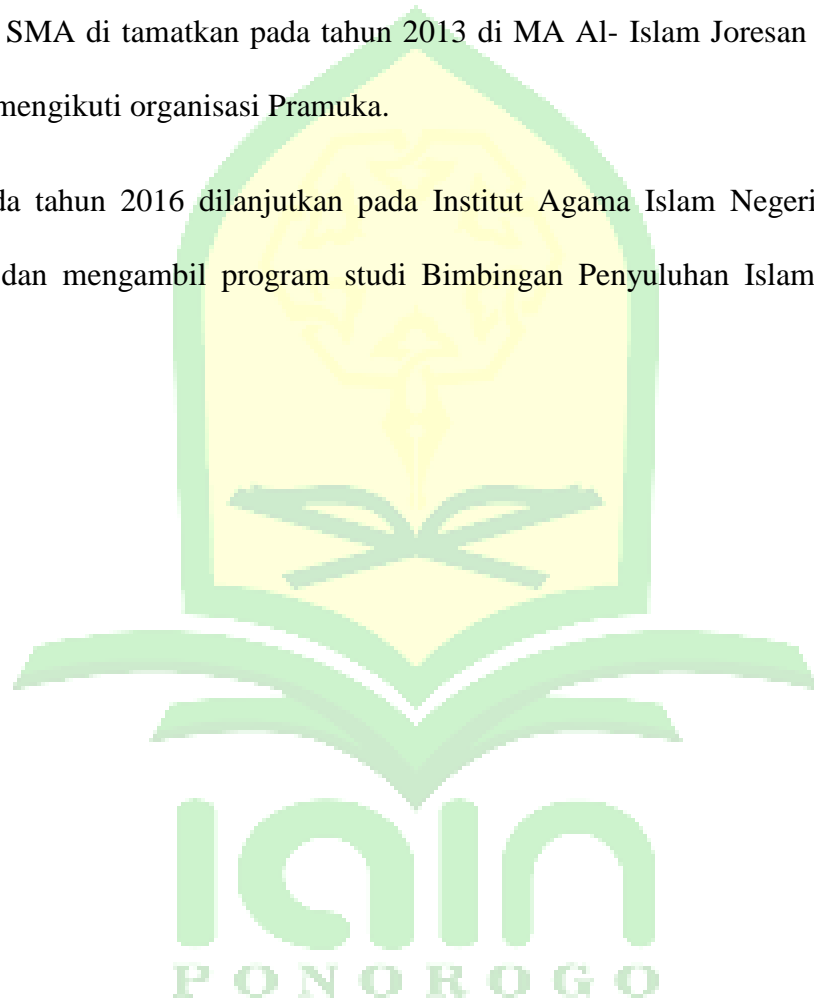 SMA di tamatkan pada tahun 2013 di MA Al- Islam Joresan
mengikuti organisasi Pramuka.
tahun 2016 dilanjutkan pada Institut Agama Islam Negeri
dan mengambil program studi Bimbingan Penyuluhan Islam
iain
PONOROGO